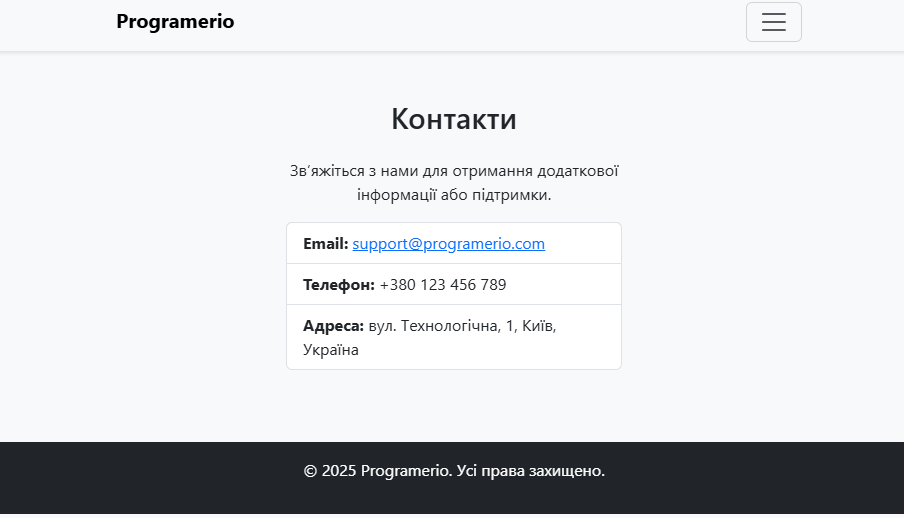 Programerio
Контакти
Зв’яжіться з нами для отримання додаткової
інформації або підтримки.
Email: support@programerio.com
Телефон: +380 123 456 789
Адреса: вул. Технологічна, 1, Київ,
Україна
© 2025 Programerio. Усі права захищено.